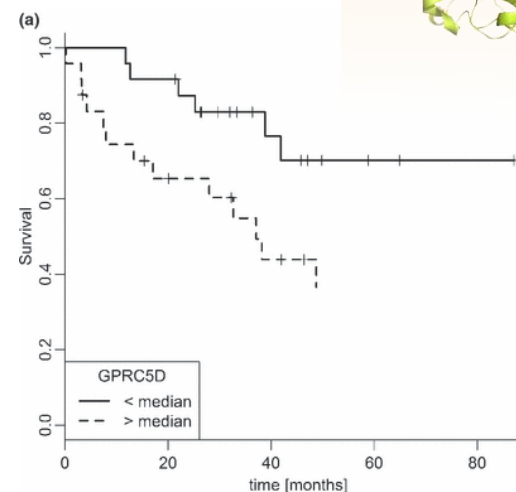 (a)
1.0
0.8
0.6
0.4
0.2
0.0
Survival
GPRC5D
< median
> median
0 20 40 60 80
time [months]